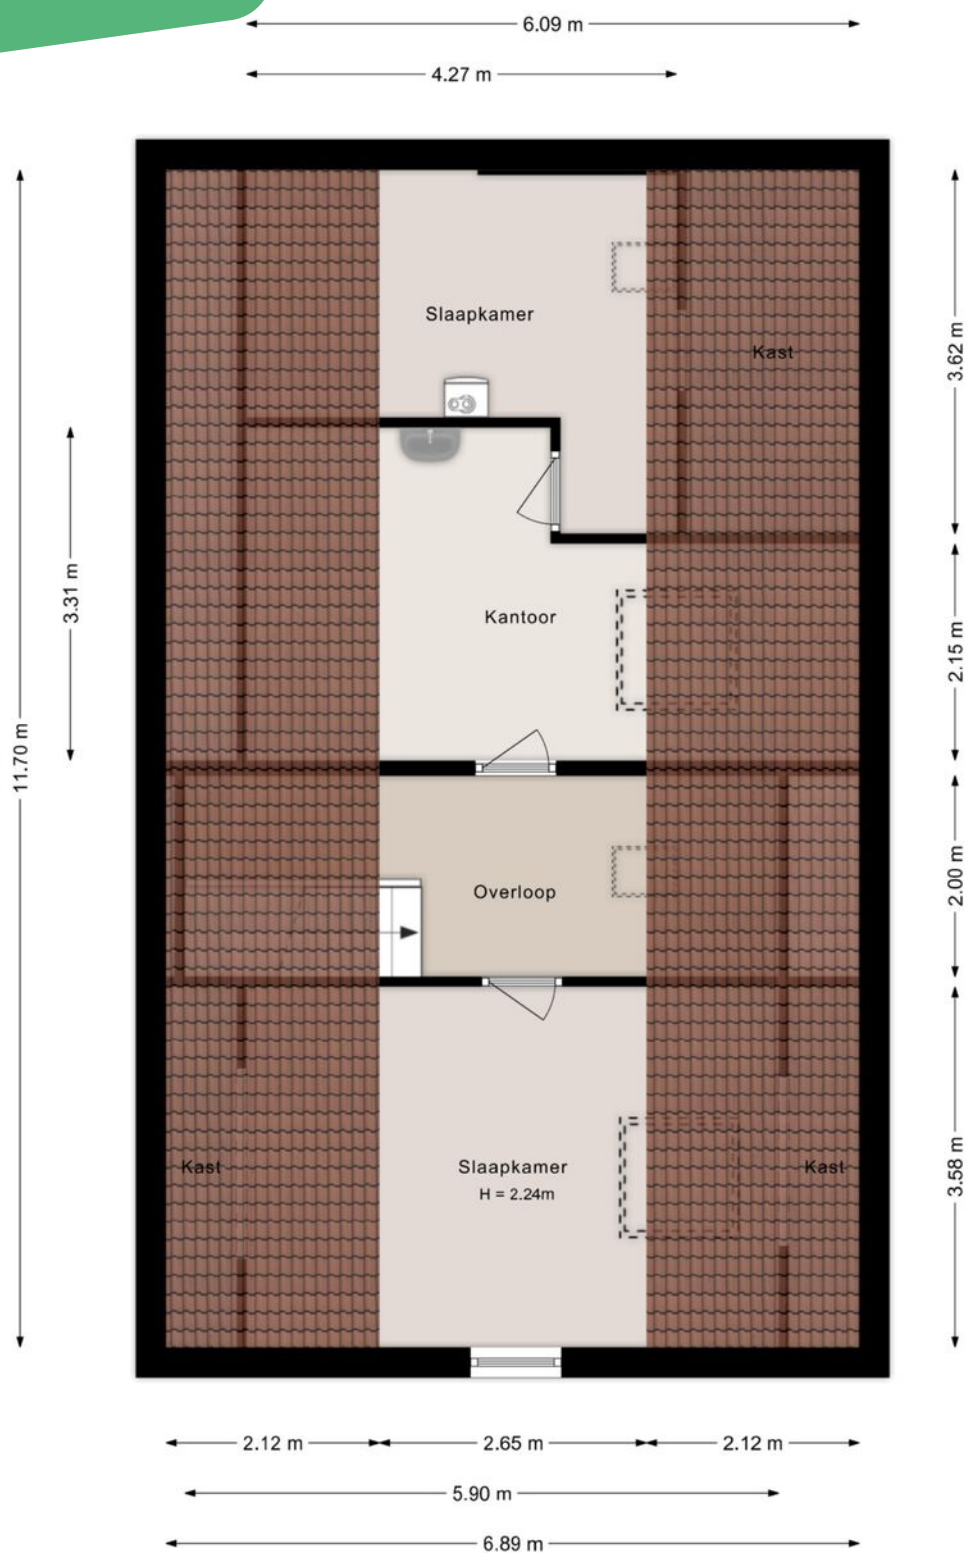 6.09 m
4.27 m
Slaapkamer
Kast
3.62 m
3.31 m
Kantoor
2.15 m
11.70 m
Overloop
2.00 m
Kast
Slaapkamer
Kast
H = 2.24m
3.58 m
2.12 m
2.65 m
2.12 m
5.90 m
6.89 m